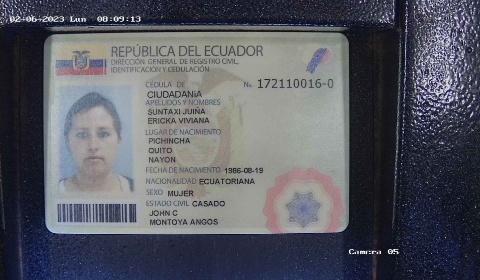 02-06-2023 Lun 08:09:13
REPÚBLICA DEL ECUADOR
DIRECCIÓN GENERAL DE REGISTRO CIVIL,
IDENTIFICACIÓN Y CEDULACIÓN
CÉDULA DE No. 172110016-0
CIUDADANÍA
APELLIDOS Y NOMBRES
SUNTAXI JUIÑA
ERICKA VIVIANA
LUGAR DE NACIMIENTO
PICHINCHA
QUITO
NAYON
FECHA DE NACIMIENTO 1986-08-19
NACIONALIDAD ECUATORIANA
SEXO MUJER
ESTADO CIVIL CASADO
JOHN C
MONTOYA ANGOS
Camera 05